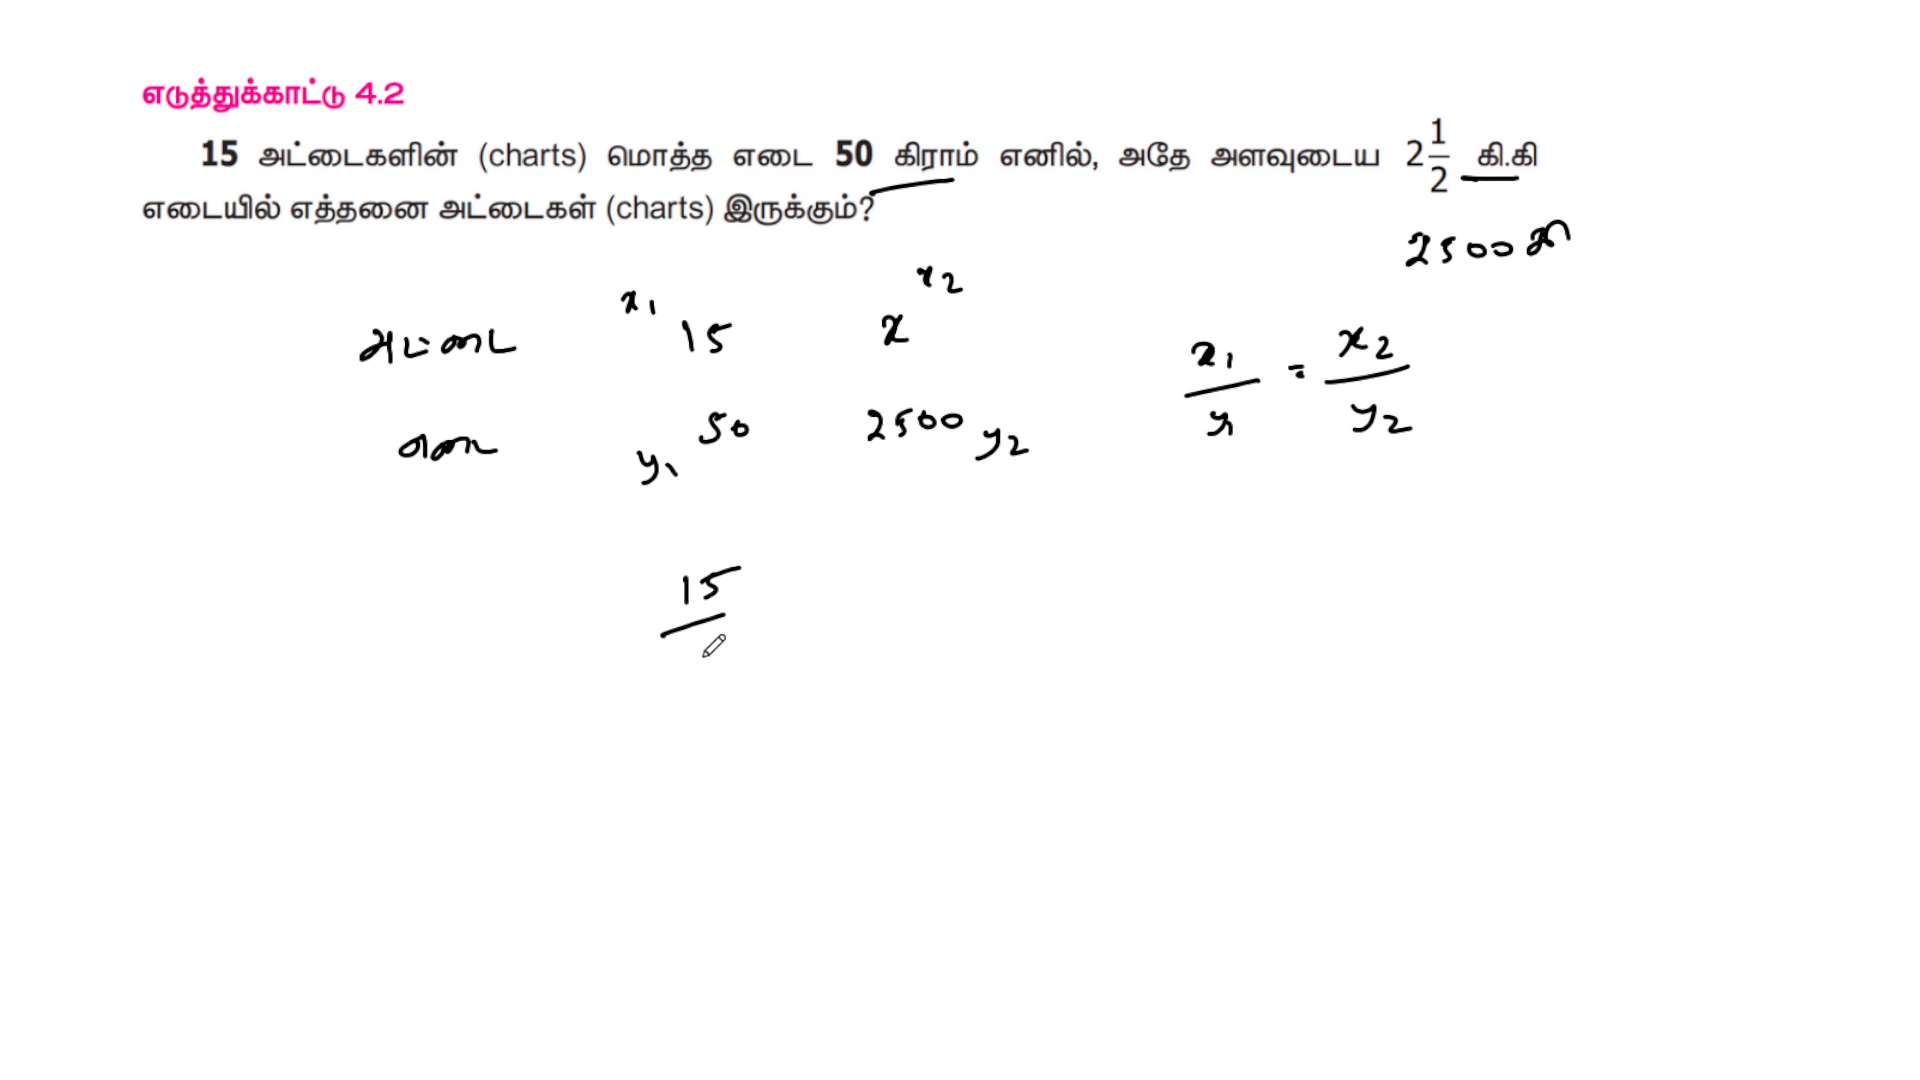 எடுத்துக்காட்டு 4.2
15 அட்டைகளின் (charts) மொத்த எடை 50 கிராம் எனில், அதே அளவுடைய 2 1/2 கி.கி
எடையில் எத்தனை அட்டைகள் (charts) இருக்கும்?
2500 கி
x₁ x₂
அட்டை 15 x
x₁/y₁ = x₂/y₂
எடை 50 2500
y₁ y₂
15